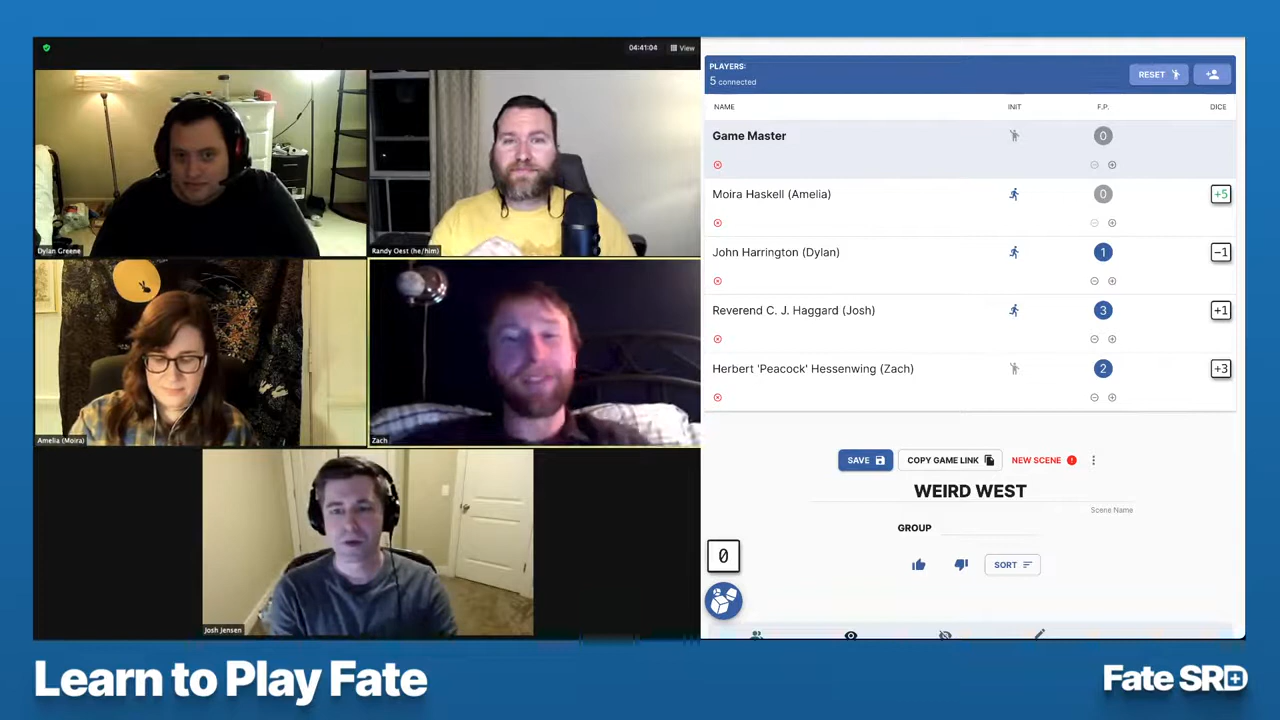 04:41:04 View
Dylan Greene
Randy Oest (he/him)
Amelia (Moira)
Zach
Josh Jensen
PLAYERS:
5 connected
RESET
NAME INIT F.P. DICE
Game Master 0
Moira Haskell (Amelia) 0 +5
John Harrington (Dylan) 1 −1
Reverend C. J. Haggard (Josh) 3 +1
Herbert 'Peacock' Hessenwing (Zach) 2 +3
SAVE COPY GAME LINK NEW SCENE
WEIRD WEST
Scene Name
GROUP
0
SORT
Learn to Play Fate
Fate SRD